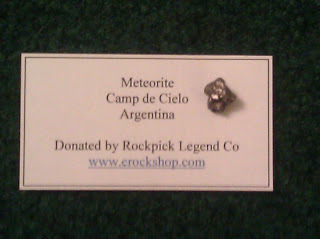 Meteorite
Camp de Cielo
Argentina
Donated by Rockpick Legend Co
www.erockshop.com